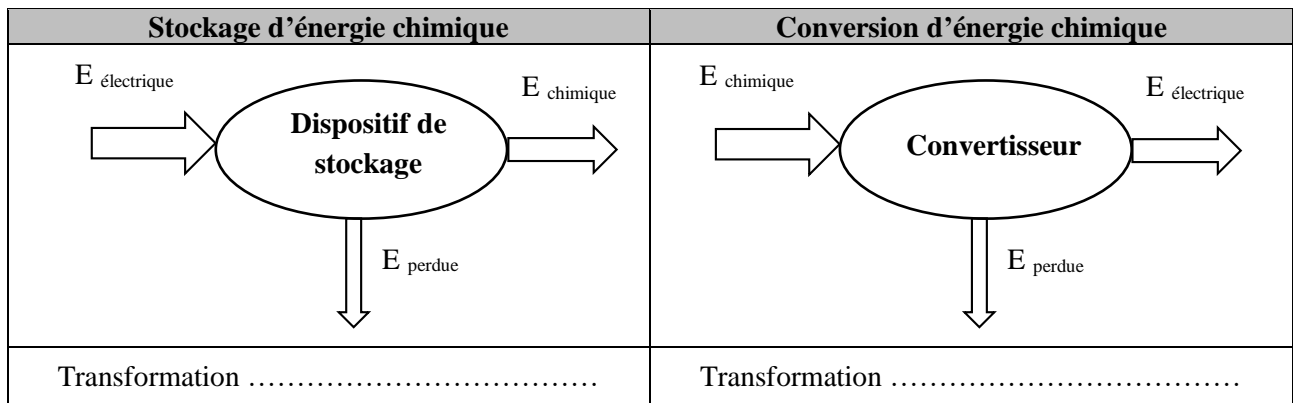 Stockage d’énergie chimique
E électrique
E chimique
Dispositif de
stockage
E perdue
Transformation ………………………………
Conversion d’énergie chimique
E chimique
E électrique
Convertisseur
E perdue
Transformation ………………………………